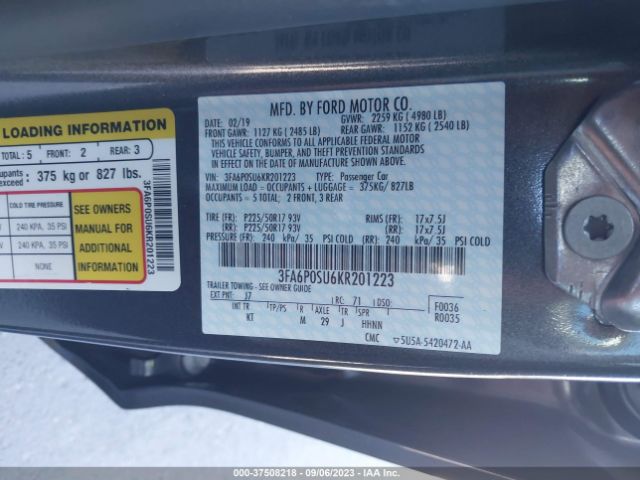 LOADING INFORMATION
TOTAL: 5 FRONT: 2 REAR: 3
exceed: 375 kg or 827 lbs.
COLD TIRE PRESSURE
240 KPA, 35 PSI
240 KPA, 35 PSI
NONE
SEE OWNERS
MANUAL FOR
ADDITIONAL
INFORMATION
3FA6P0SU6KR201223
MFD. BY FORD MOTOR CO.
DATE: 02/19 GVWR: 2259 KG ( 4980 LB)
FRONT GAWR: 1127 KG ( 2485 LB) REAR GAWR: 1152 KG ( 2540 LB)
THIS VEHICLE CONFORMS TO ALL APPLICABLE FEDERAL MOTOR
VEHICLE SAFETY, BUMPER, AND THEFT PREVENTION STANDARDS
IN EFFECT ON THE DATE OF MANUFACTURE SHOWN ABOVE.
VIN: 3FA6P0SU6KR201223 TYPE: Passenger Car
MAXIMUM LOAD = OCCUPANTS + LUGGAGE = 375KG/ 827LB
OCCUPANTS = 5 TOTAL; 2 FRONT, 3 REAR
TIRE (FR): P225/50R17 93V RIMS (FR): 17x7.5J
(RR): P225/50R17 93V (RR): 17x7.5J
PRESSURE (FR): 240 kPa/ 35 PSI COLD (RR): 240 kPa/ 35 PSI COLD
3FA6P0SU6KR201223
TRAILER TOWING - SEE OWNER GUIDE
EXT PNT: J7 RC: 71 DSO: F0036
INT TR TP/PS R AXLE TR SPR R0035
KT M 29 J HHNN
CMC 5U5A-5420472-AA
000-37508218 - 09/06/2023 - IAA Inc.